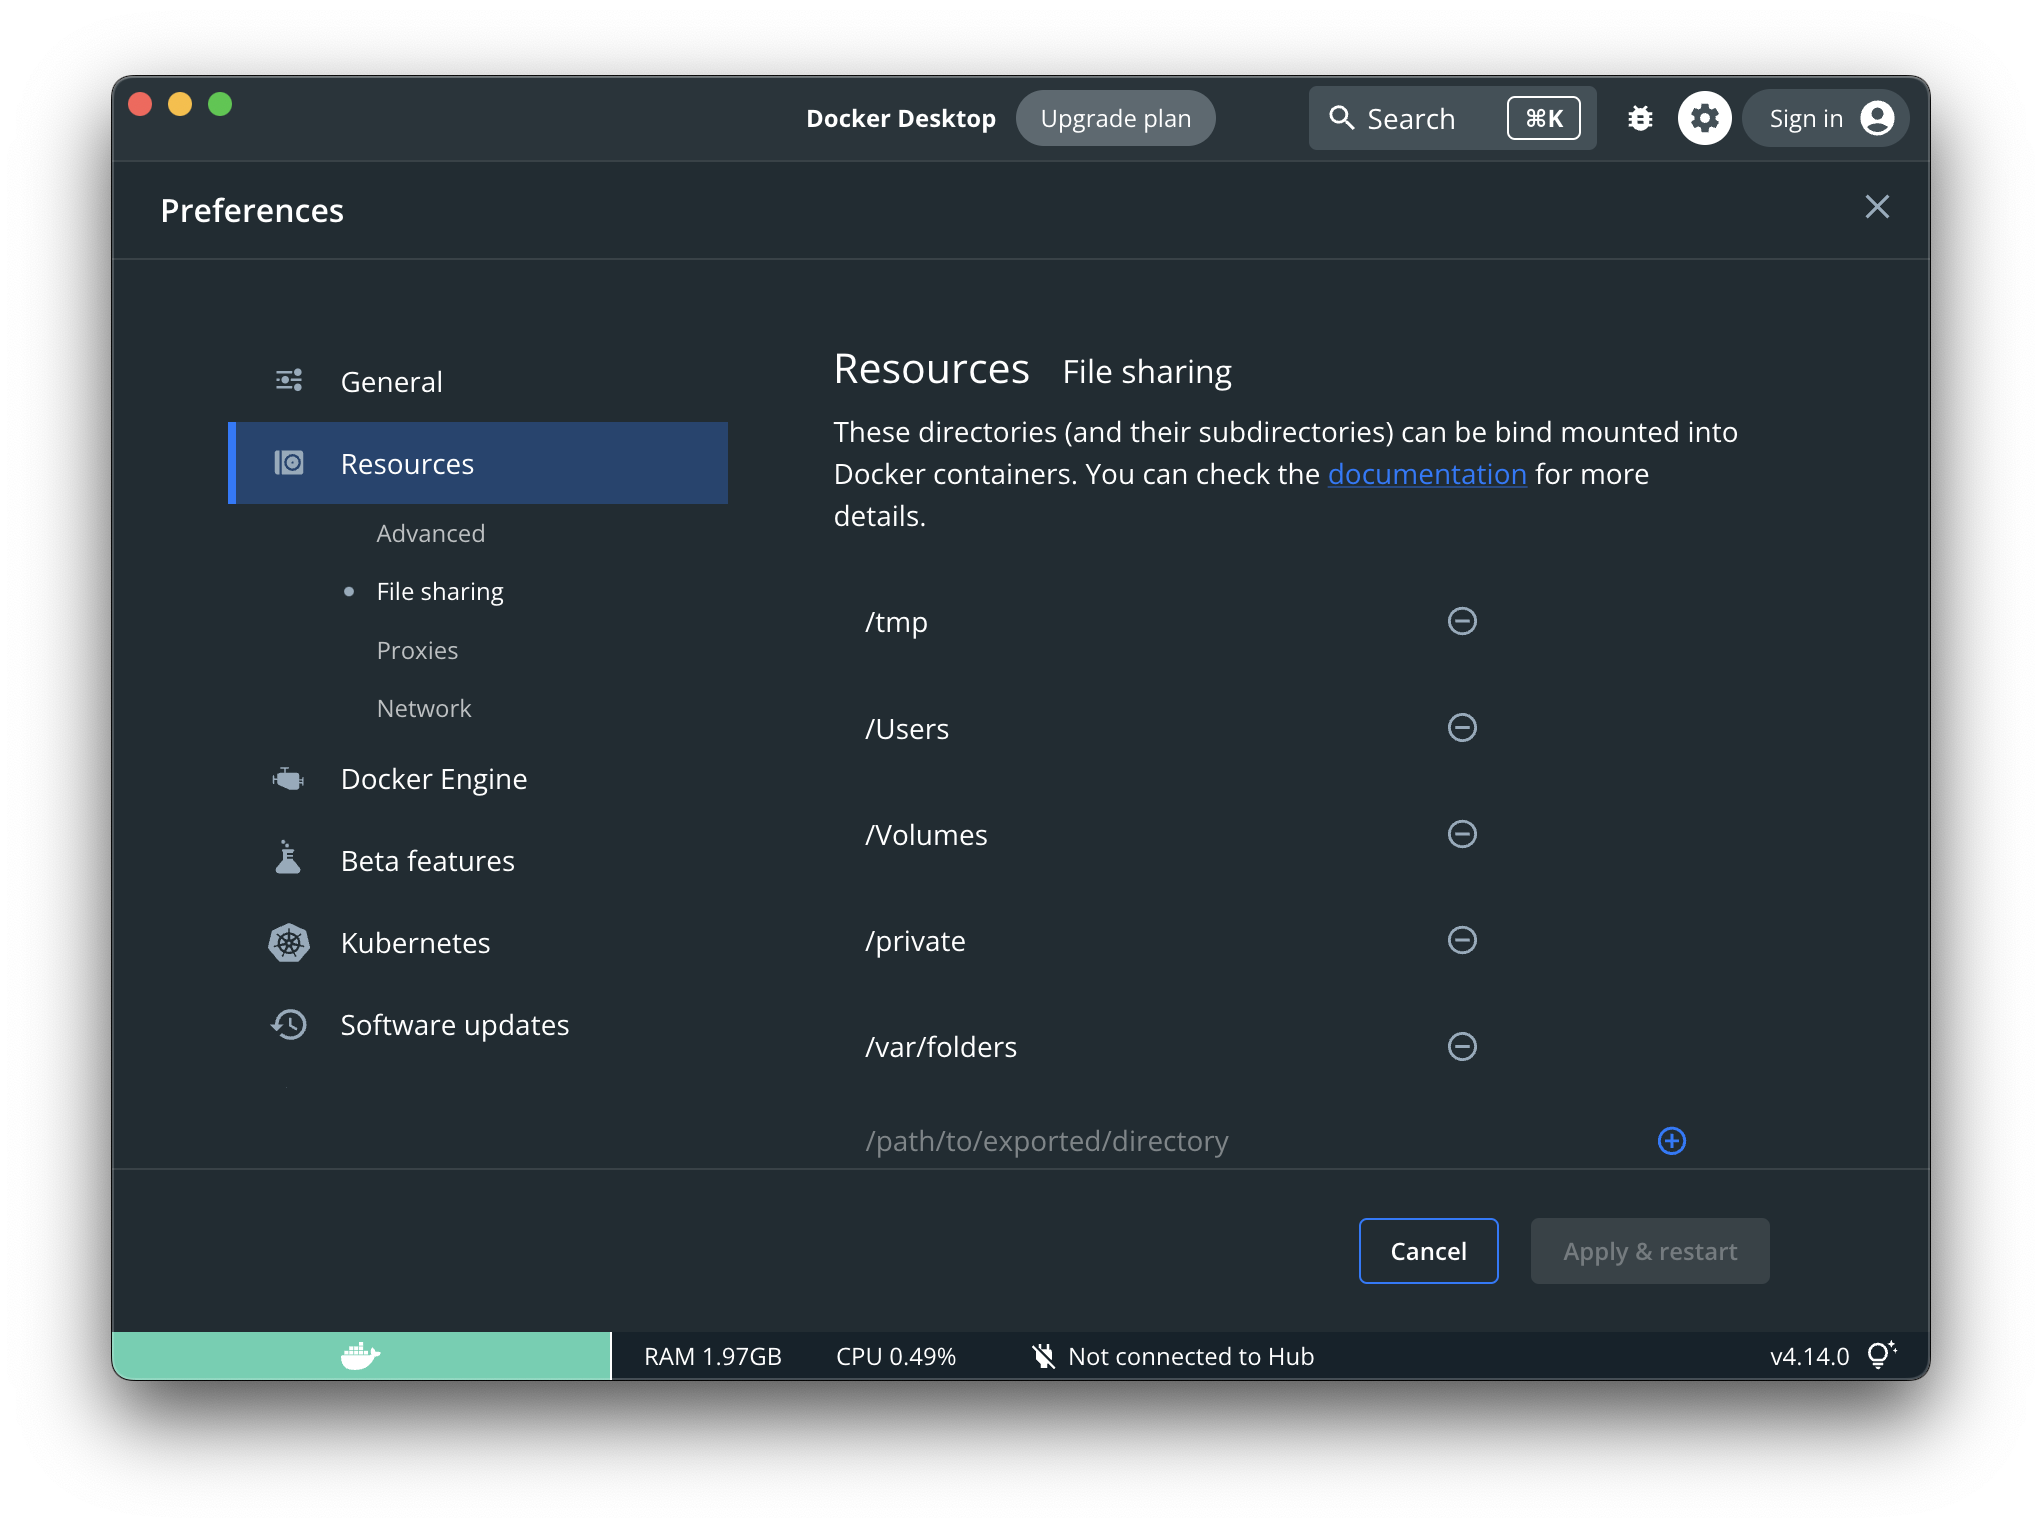 Docker Desktop Upgrade plan Search ⌘K Sign in
Preferences
General
Resources
Advanced
File sharing
Proxies
Network
Docker Engine
Beta features
Kubernetes
Software updates
Resources File sharing
These directories (and their subdirectories) can be bind mounted into
Docker containers. You can check the documentation for more
details.
/tmp
/Users
/Volumes
/private
/var/folders
/path/to/exported/directory
Cancel Apply & restart
RAM 1.97GB CPU 0.49% Not connected to Hub v4.14.0